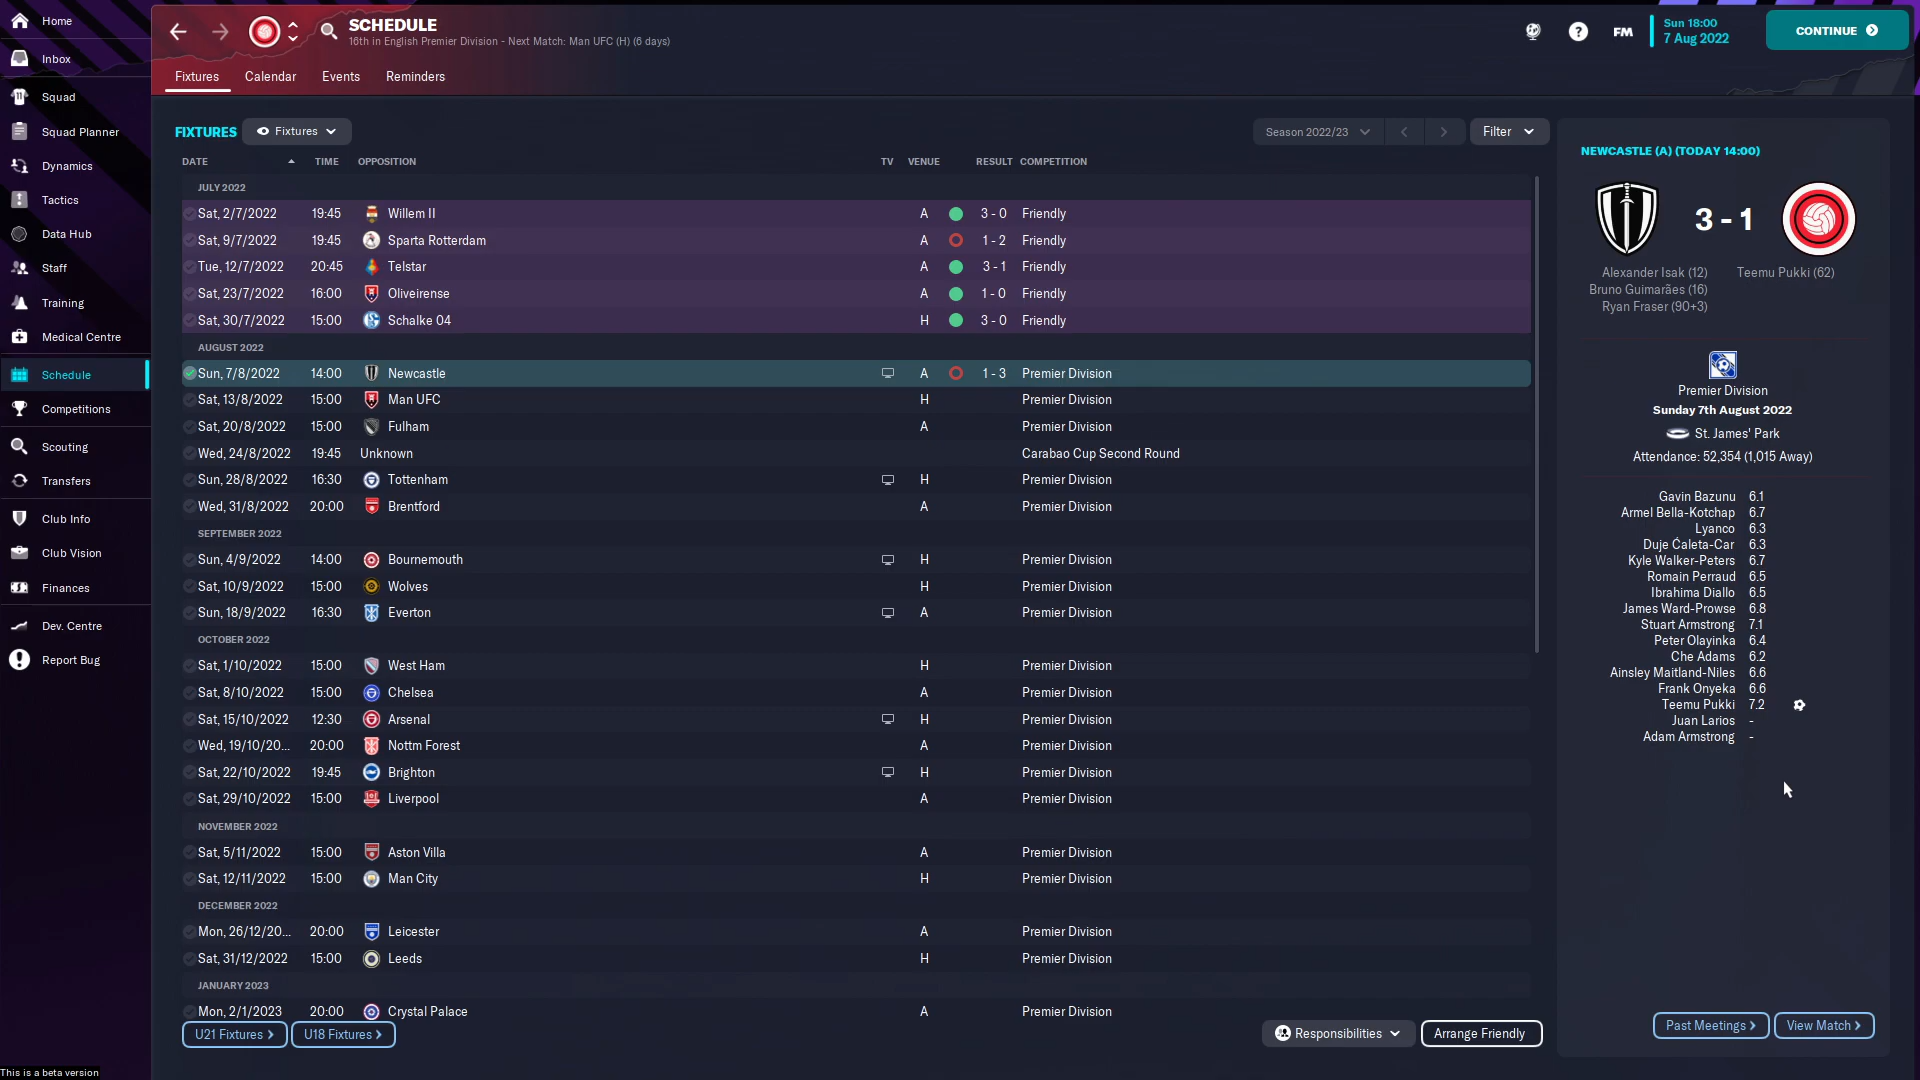 Home
Inbox
Squad
Squad Planner
Dynamics
Tactics
Data Hub
Staff
Training
Medical Centre
Schedule
Competitions
Scouting
Transfers
Club Info
Club Vision
Finances
Dev. Centre
Report Bug
This is a beta version
SCHEDULE
16th in English Premier Division - Next Match: Man UFC (H) (6 days)
FM
Sun 18:00
7 Aug 2022
CONTINUE
Fixtures Calendar Events Reminders
FIXTURES Fixtures Season 2022/23 Filter
DATE TIME OPPOSITION TV VENUE RESULT COMPETITION
JULY 2022
Sat, 2/7/2022 19:45 Willem II A 3 - 0 Friendly
Sat, 9/7/2022 19:45 Sparta Rotterdam A 1 - 2 Friendly
Tue, 12/7/2022 20:45 Telstar A 3 - 1 Friendly
Sat, 23/7/2022 16:00 Oliveirense A 1 - 0 Friendly
Sat, 30/7/2022 15:00 Schalke 04 H 3 - 0 Friendly
AUGUST 2022
Sun, 7/8/2022 14:00 Newcastle A 1 - 3 Premier Division
Sat, 13/8/2022 15:00 Man UFC H Premier Division
Sat, 20/8/2022 15:00 Fulham A Premier Division
Wed, 24/8/2022 19:45 Unknown Carabao Cup Second Round
Sun, 28/8/2022 16:30 Tottenham H Premier Division
Wed, 31/8/2022 20:00 Brentford A Premier Division
SEPTEMBER 2022
Sun, 4/9/2022 14:00 Bournemouth H Premier Division
Sat, 10/9/2022 15:00 Wolves H Premier Division
Sun, 18/9/2022 16:30 Everton A Premier Division
OCTOBER 2022
Sat, 1/10/2022 15:00 West Ham H Premier Division
Sat, 8/10/2022 15:00 Chelsea A Premier Division
Sat, 15/10/2022 12:30 Arsenal H Premier Division
Wed, 19/10/20... 20:00 Nottm Forest A Premier Division
Sat, 22/10/2022 19:45 Brighton H Premier Division
Sat, 29/10/2022 15:00 Liverpool A Premier Division
NOVEMBER 2022
Sat, 5/11/2022 15:00 Aston Villa A Premier Division
Sat, 12/11/2022 15:00 Man City H Premier Division
DECEMBER 2022
Mon, 26/12/20... 20:00 Leicester A Premier Division
Sat, 31/12/2022 15:00 Leeds H Premier Division
JANUARY 2023
Mon, 2/1/2023 20:00 Crystal Palace A Premier Division
U21 Fixtures U18 Fixtures Responsibilities Arrange Friendly
NEWCASTLE (A) (TODAY 14:00)
3 - 1
Alexander Isak (12) Teemu Pukki (62)
Bruno Guimarães (16)
Ryan Fraser (90+3)
Premier Division
Sunday 7th August 2022
St. James' Park
Attendance: 52,354 (1,015 Away)
Gavin Bazunu 6.1
Armel Bella-Kotchap 6.7
Lyanco 6.3
Duje Ćaleta-Car 6.3
Kyle Walker-Peters 6.7
Romain Perraud 6.5
Ibrahima Diallo 6.5
James Ward-Prowse 6.8
Stuart Armstrong 7.1
Peter Olayinka 6.4
Che Adams 6.2
Ainsley Maitland-Niles 6.6
Frank Onyeka 6.6
Teemu Pukki 7.2
Juan Larios -
Adam Armstrong -
Past Meetings View Match